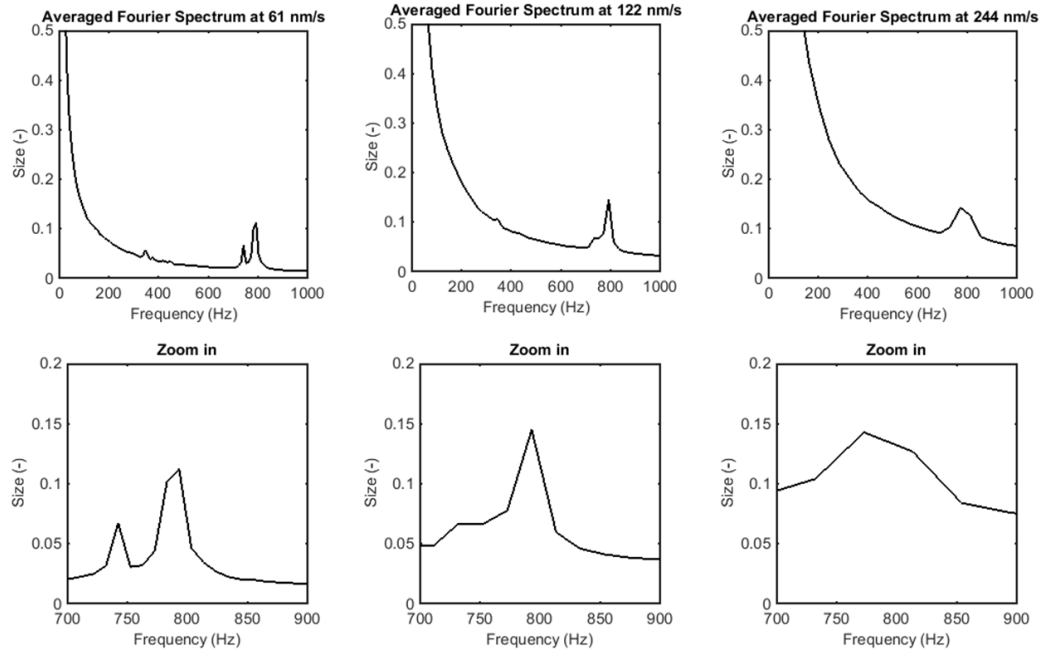 Averaged Fourier Spectrum at 61 nm/s
0.5
0.4
0.3
0.2
0.1
0
Size (-)
0 200 400 600 800 1000
Frequency (Hz)
Averaged Fourier Spectrum at 122 nm/s
0.5
0.4
0.3
0.2
0.1
0
Size (-)
0 200 400 600 800 1000
Frequency (Hz)
Averaged Fourier Spectrum at 244 nm/s
0.5
0.4
0.3
0.2
0.1
0
Size (-)
0 200 400 600 800 1000
Frequency (Hz)
Zoom in
0.2
0.15
0.1
0.05
0
Size (-)
700 750 800 850 900
Frequency (Hz)
Zoom in
0.2
0.15
0.1
0.05
0
Size (-)
700 750 800 850 900
Frequency (Hz)
Zoom in
0.2
0.15
0.1
0.05
0
Size (-)
700 750 800 850 900
Frequency (Hz)